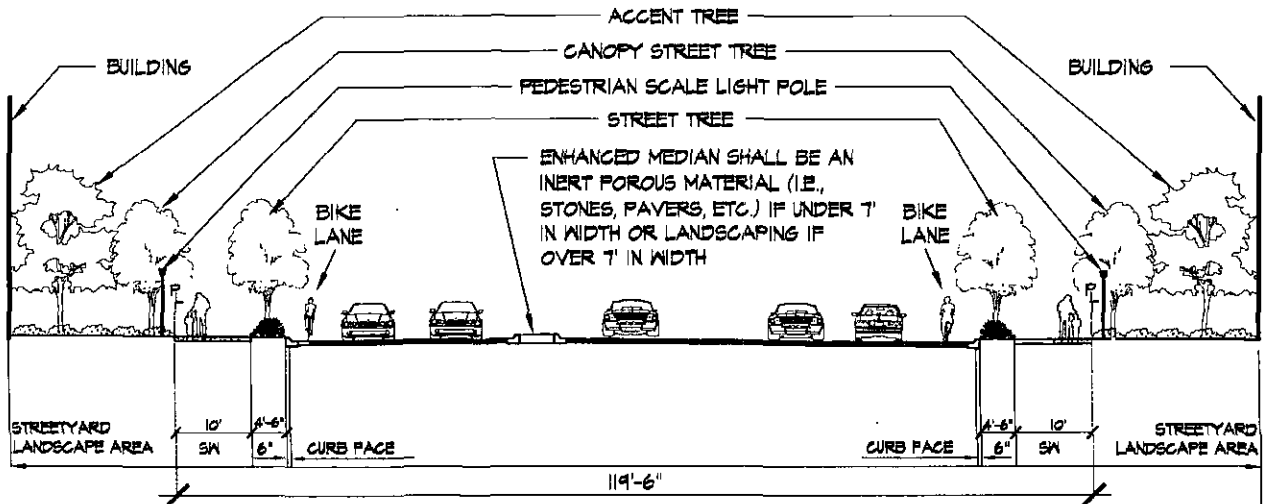 ACCENT TREE
CANOPY STREET TREE
BUILDING
BUILDING
PEDESTRIAN SCALE LIGHT POLE
STREET TREE
ENHANCED MEDIAN SHALL BE AN
INERT POROUS MATERIAL (I.E.,
STONES, PAVERS, ETC.) IF UNDER 7'
IN WIDTH OR LANDSCAPING IF
OVER 7' IN WIDTH
BIKE
LANE
BIKE
LANE
STREETYARD
LANDSCAPE AREA
10'
SW
4'-6"
6"
CURB FACE
CURB FACE
4'-6"
6"
10'
SW
STREETYARD
LANDSCAPE AREA
119'-6"